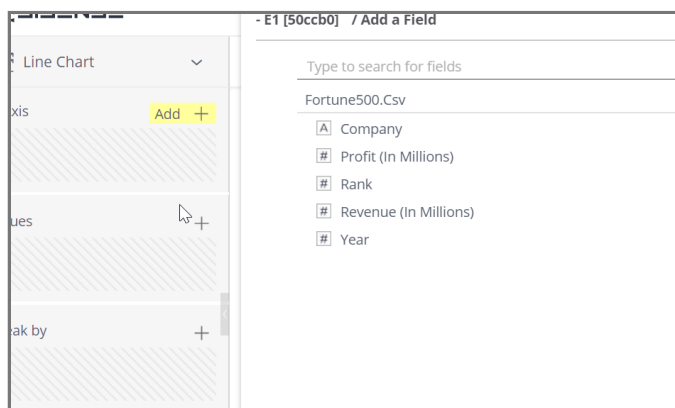 - E1 [50ccb0] / Add a Field
Line Chart
Type to search for fields
Fortune500.Csv
xis
Add +
A Company
# Profit (In Millions)
# Rank
# Revenue (In Millions)
# Year
ues
+
eak by
+